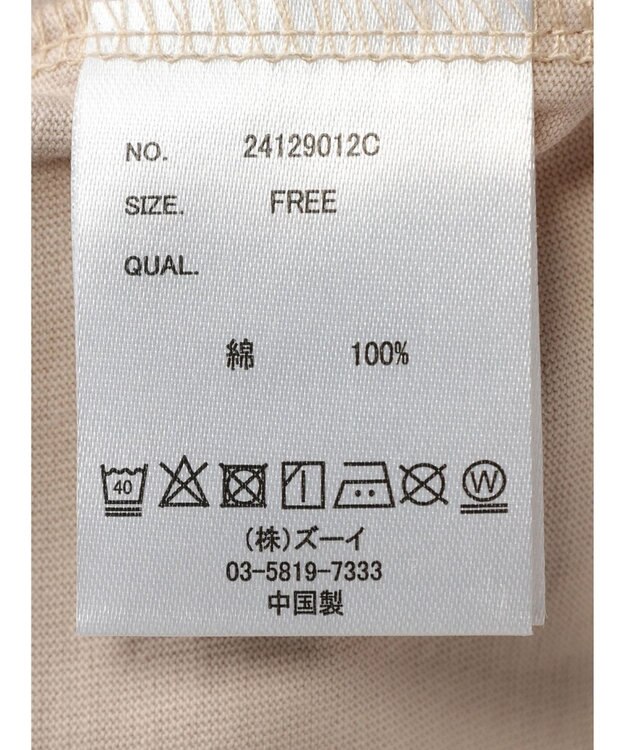 NO. 24129012C
SIZE. FREE
QUAL.
綿 100%
40 W
(株)ズーイ
03-5819-7333
中国製